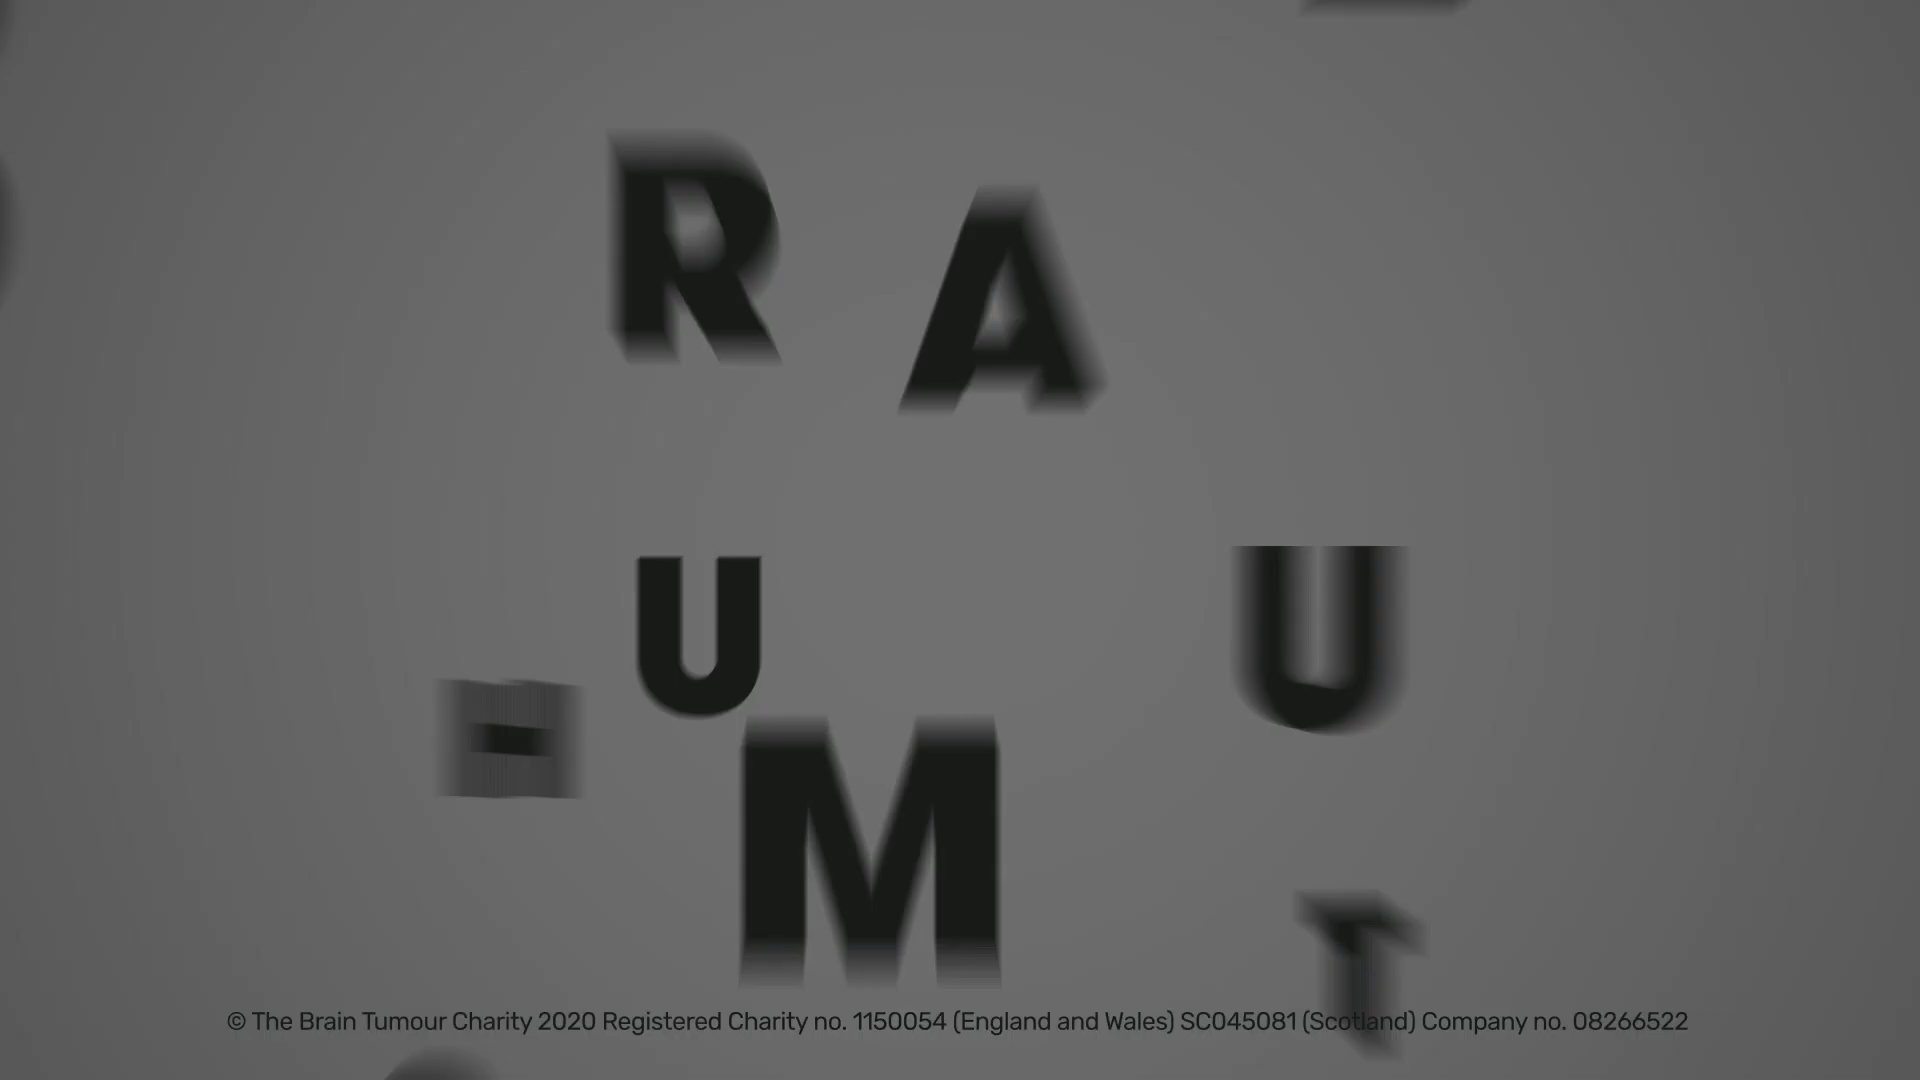 R A
U U
M
T
© The Brain Tumour Charity 2020 Registered Charity no. 1150054 (England and Wales) SC045081 (Scotland) Company no. 08266522